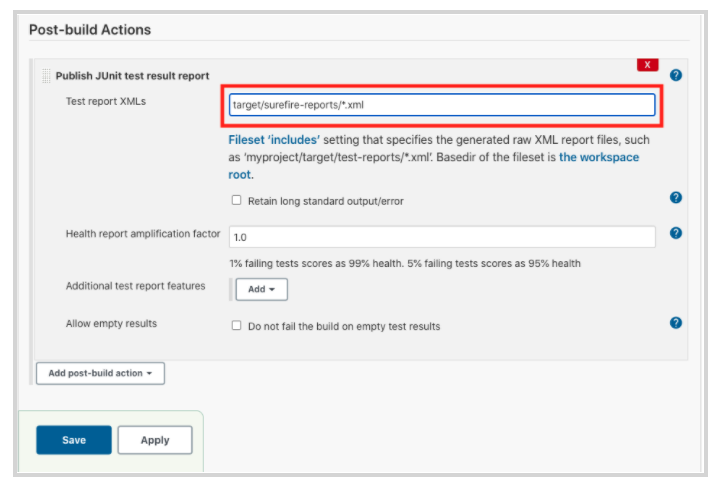 Post-build Actions
X
?
Publish JUnit test result report
Test report XMLs
target/surefire-reports/*.xml
Fileset 'includes' setting that specifies the generated raw XML report files, such
as 'myproject/target/test-reports/*.xml'. Basedir of the fileset is the workspace
root.
Retain long standard output/error
?
Health report amplification factor
1.0
?
1% failing tests scores as 99% health. 5% failing tests scores as 95% health
Additional test report features
Add
Allow empty results
Do not fail the build on empty test results
?
Add post-build action
Save
Apply